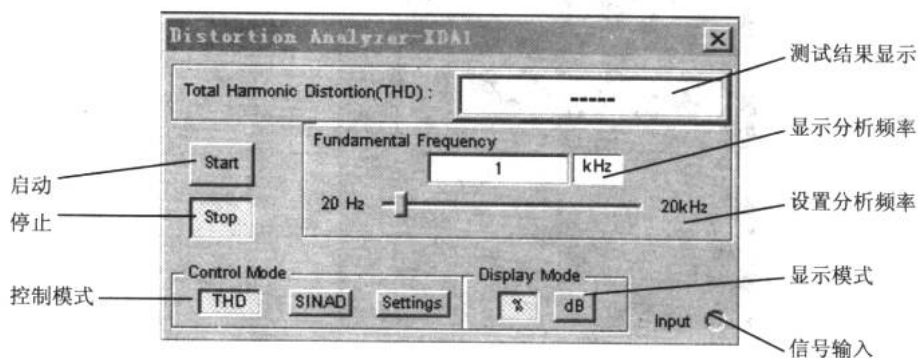 Distortion Analyzer-XDA1
Total Harmonic Distortion(THD) :
-----
测试结果显示
Fundamental Frequency
1 kHz
显示分析频率
Start
启动
20 Hz
20kHz
设置分析频率
Stop
停止
Control Mode
THD SINAD Settings
控制模式
Display Mode
% dB
显示模式
Input
信号输入